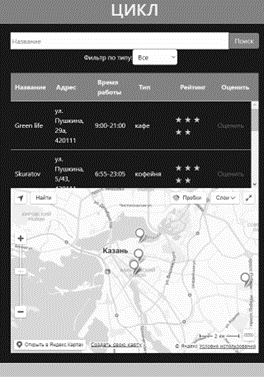 ЦИКЛ
Название Поиск
Фильтр по типу: Все
Название Адрес Время работы Тип Рейтинг Оценить
Green life ул. Пушкина, 29а, 420111 9:00-21:00 кафе ★ ★ ★ ★ ★ Оценить
Skuratov ул. Пушкина, 5/43, 420111 6:55-23:05 кофейня ★ ★ ★ ★ ★ Оценить
Найти Пробки Слои
Казань
2 км
Открыть в Яндекс Картах Создать свою карту © Яндекс Условия использования